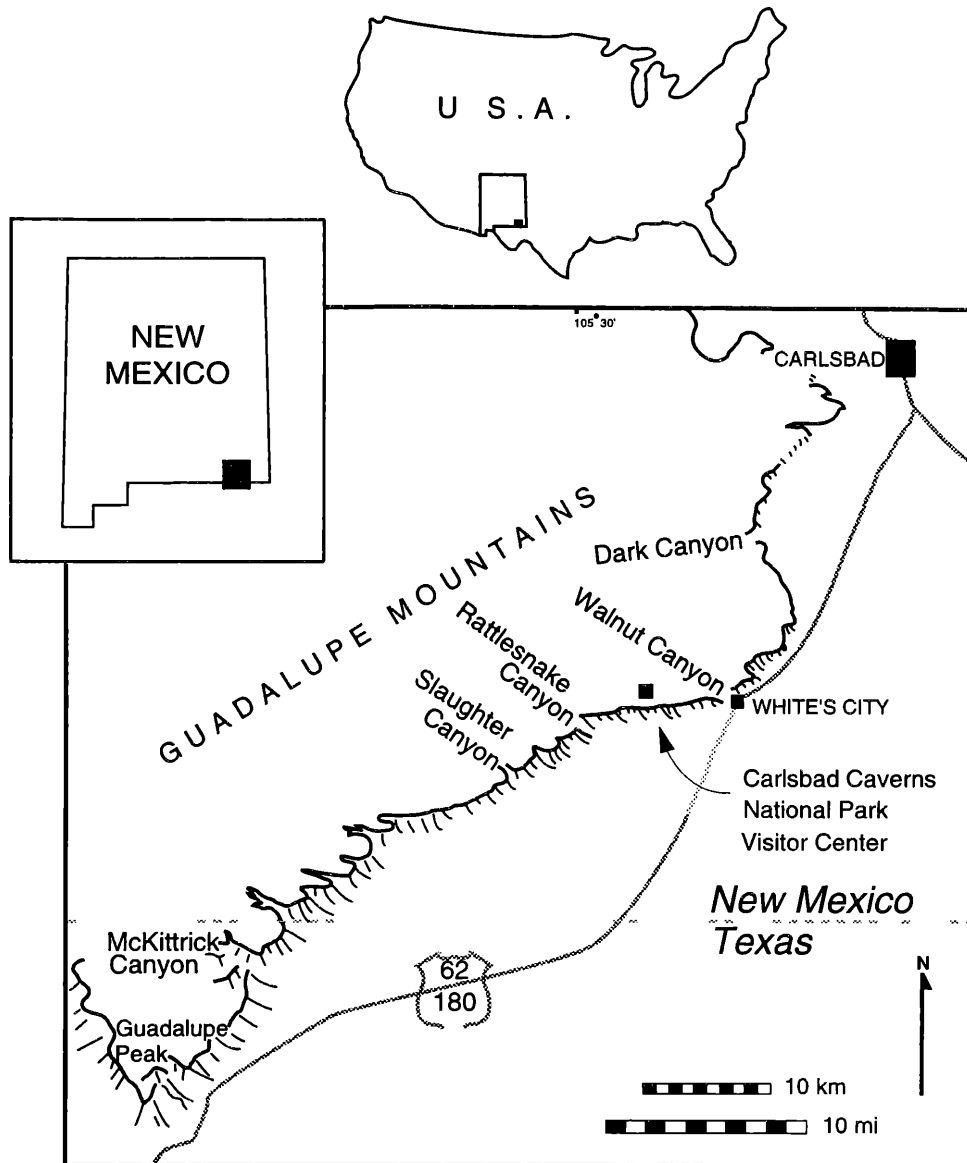 U S.A.
NEW
MEXICO
105°30'
CARLSBAD
GUADALUPE MOUNTAINS
Dark Canyon
Walnut Canyon
Rattlesnake
Canyon
Slaughter
Canyon
WHITE'S CITY
Carlsbad Caverns
National Park
Visitor Center
New Mexico
Texas
McKittrick
Canyon
62
180
N
Guadalupe
Peak
10 km
10 mi